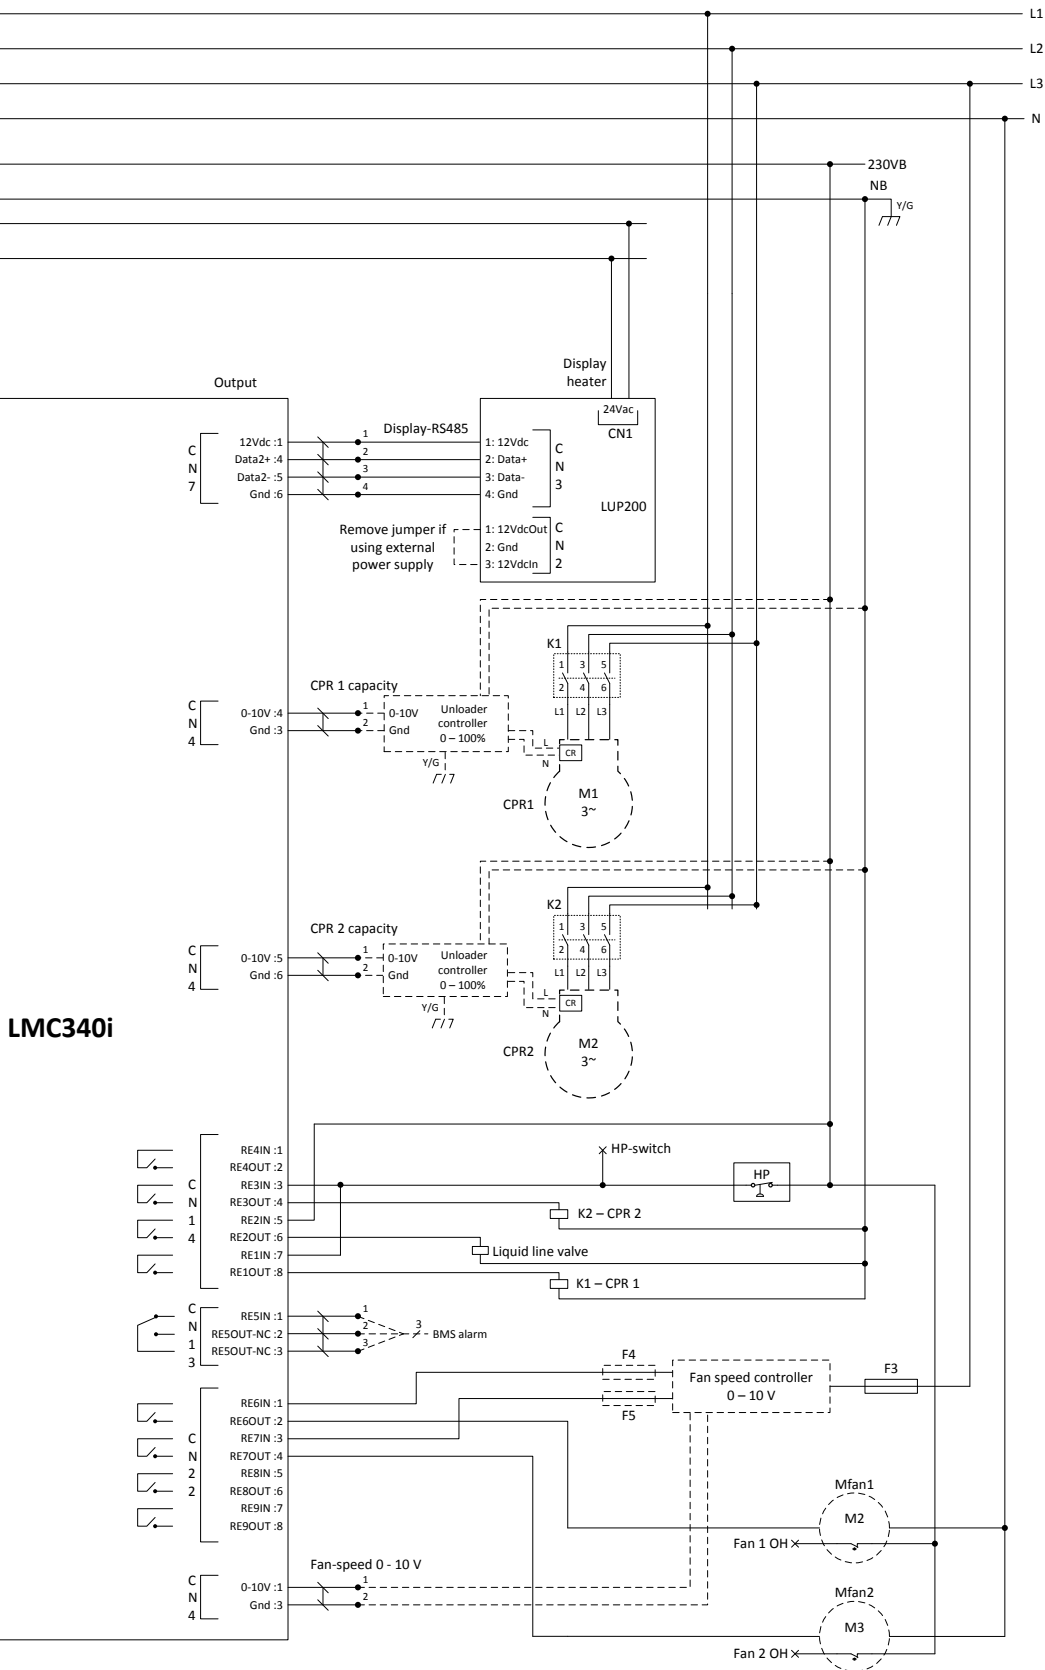 L1
L2
L3
N
230VB
NB
Y/G
Display
heater
Output
24Vac
CN1
Display-RS485
C
N
7
12Vdc :1
Data2+ :4
Data2- :5
Gnd :6
1
2
3
4
1: 12Vdc
2: Data+
3: Data-
4: Gnd
C
N
3
LUP200
Remove jumper if
using external
power supply
1: 12VdcOut
2: Gnd
3: 12VdcIn
C
N
2
K1
1 3 5
2 4 6
L1 L2 L3
CPR 1 capacity
C
N
4
0-10V :4
Gnd :3
1
2
0-10V
Gnd
Unloader
controller
0 – 100%
Y/G
L
N
CR
CPR1
M1
3~
K2
1 3 5
2 4 6
L1 L2 L3
CPR 2 capacity
C
N
4
0-10V :5
Gnd :6
1
2
0-10V
Gnd
Unloader
controller
0 – 100%
Y/G
L
N
CR
LMC340i
CPR2
M2
3~
HP-switch
HP
C
N
1
4
RE4IN :1
RE4OUT :2
RE3IN :3
RE3OUT :4
RE2IN :5
RE2OUT :6
RE1IN :7
RE1OUT :8
K2 – CPR 2
Liquid line valve
K1 – CPR 1
C
N
1
3
RE5IN :1
RE5OUT-NC :2
RE5OUT-NC :3
1
2
3
3
BMS alarm
F4
F5
Fan speed controller
0 – 10 V
F3
C
N
2
2
RE6IN :1
RE6OUT :2
RE7IN :3
RE7OUT :4
RE8IN :5
RE8OUT :6
RE9IN :7
RE9OUT :8
Mfan1
M2
Fan 1 OH
Fan-speed 0 - 10 V
C
N
4
0-10V :1
Gnd :3
1
2
Mfan2
M3
Fan 2 OH